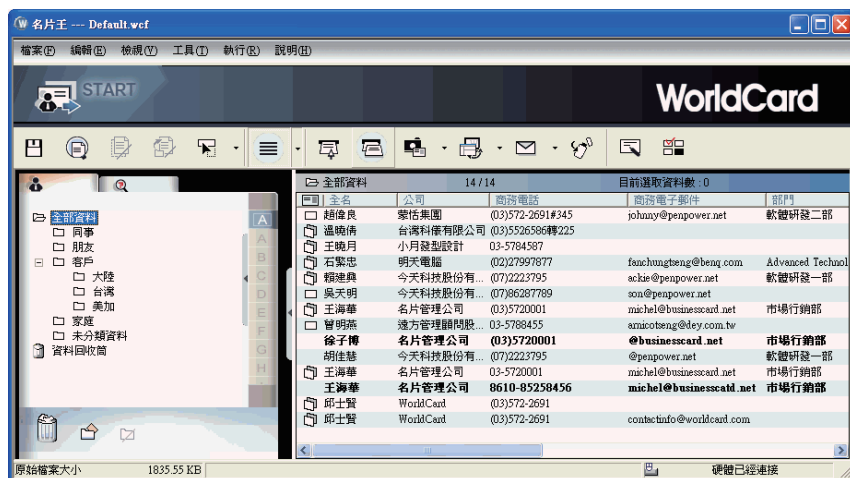 名片王 --- Default.wcf
檔案(F) 編輯(E) 檢視(V) 工具(T) 執行(R) 說明(H)
START WorldCard
全部資料 14 / 14 目前選取資料數 : 0
全名 公司 商務電話 商務電子郵件 部門
趙偉良 蒙恬集團 (03)572-2691#345 johnny@penpower.net 軟體研發二部
溫曉倩 台灣科儀有限公司 (03)5526586轉225
王曉月 小月髮型設計 03-5784587
石繁忠 明天電腦 (02)27997877 fanchungtseng@benq.com Advanced Technol
賴建興 今天科技股份有... (07)2223795 ackie@penpower.net 軟體研發一部
吳天明 今天科技股份有... (07)86287789 son@penpower.net
王海華 名片管理公司 (03)5720001 michel@businesscard.net 市場行銷部
曾明燕 遠方管理顧問股... 03-5788455 amicotseng@dey.com.tw
徐子博 名片管理公司 (03)5720001 @businesscard.net 市場行銷部
胡佳慧 今天科技股份有... (07)2223795 @penpower.net 軟體研發一部
王海華 名片管理公司 03-5720001 michel@businesscard.net 市場行銷部
王海華 名片管理公司 8610-85258456 michel@businesscatd.net 市場行銷部
邱士賢 WorldCard (03)572-2691
邱士賢 WorldCard (03)572-2691 contactinfo@worldcard.com
全部資料
同事
朋友
客戶
大陸
台灣
美加
家庭
未分類資料
資料回收筒
A
A
B
C
D
E
F
G
H
原始檔案大小 1835.55 KB 硬體已經連接